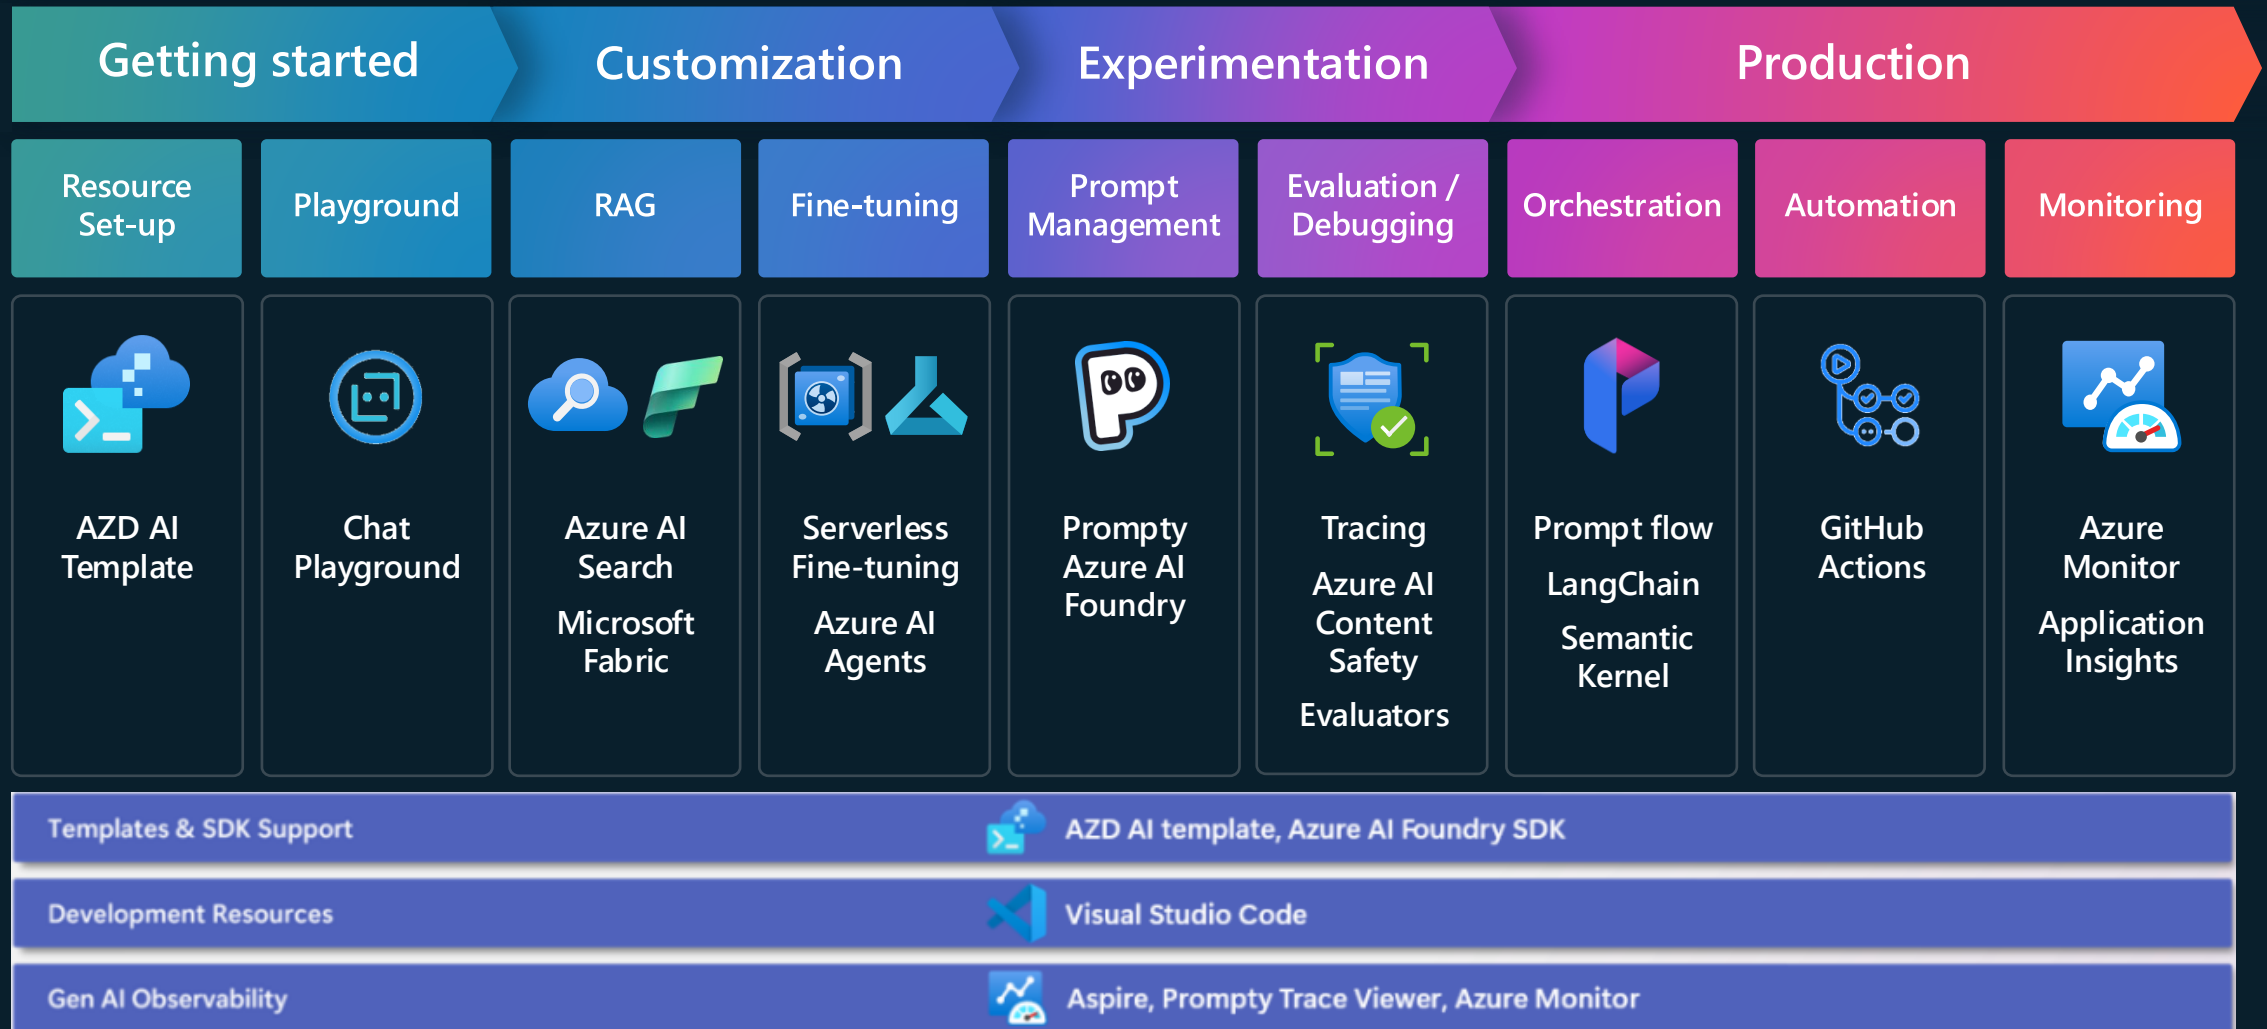 Getting started
Customization
Experimentation
Production
Resource
Set-up
Playground
RAG
Fine-tuning
Prompt
Management
Evaluation /
Debugging
Orchestration
Automation
Monitoring
AZD AI
Template
Chat
Playground
Azure AI
Search
Microsoft
Fabric
Serverless
Fine-tuning
Azure AI
Agents
Prompty
Azure AI
Foundry
Tracing
Azure AI
Content
Safety
Evaluators
Prompt flow
LangChain
Semantic
Kernel
GitHub
Actions
Azure
Monitor
Application
Insights
Templates & SDK Support
AZD AI template, Azure AI Foundry SDK
Development Resources
Visual Studio Code
Gen AI Observability
Aspire, Prompty Trace Viewer, Azure Monitor